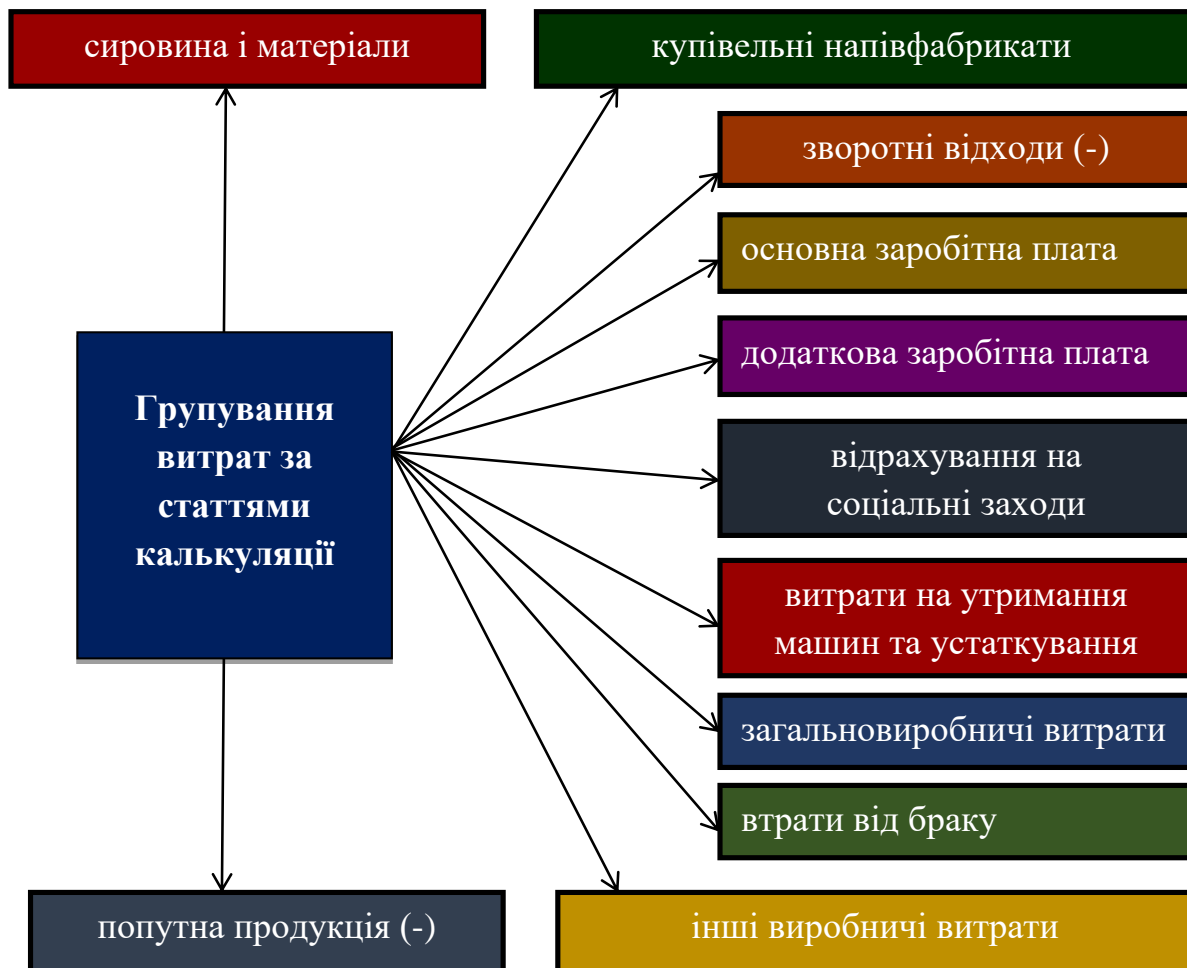 сировина і матеріали
купівельні напівфабрикати
зворотні відходи (-)
основна заробітна плата
додаткова заробітна плата
Групування
витрат за
статтями
калькуляції
відрахування на
соціальні заходи
витрати на утримання
машин та устаткування
загальновиробничі витрати
втрати від браку
попутна продукція (-)
інші виробничі витрати